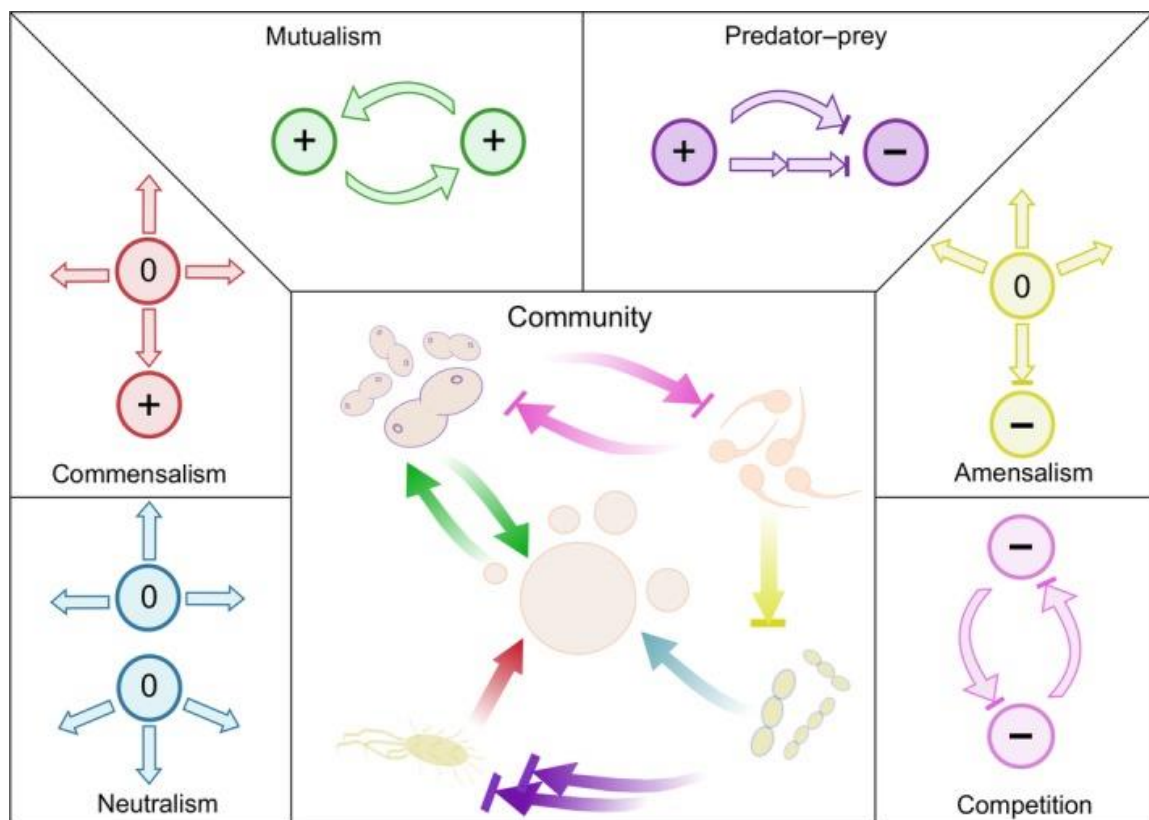 Mutualism
+
+
Predator–prey
+
−
0
+
Commensalism
0
−
Amensalism
Community
0
0
Neutralism
−
−
Competition